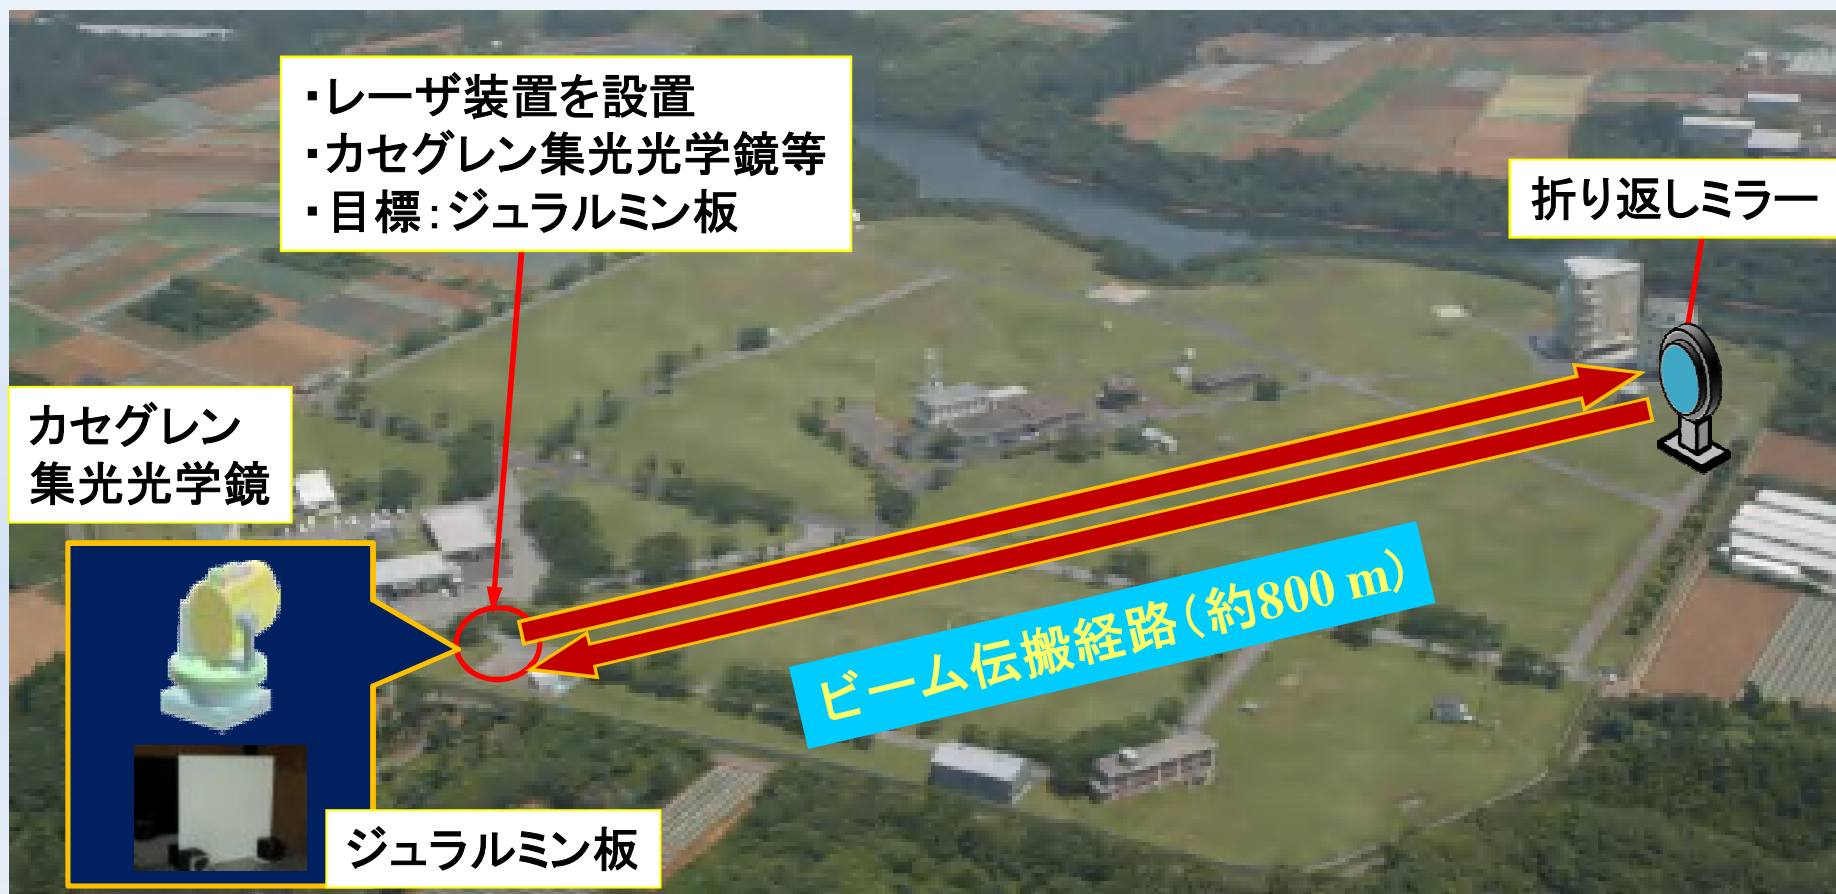 ・レーザ装置を設置
・カセグレン集光光学鏡等
・目標:ジュラルミン板
折り返しミラー
カセグレン
集光光学鏡
ビーム伝搬経路(約800 m)
ジュラルミン板